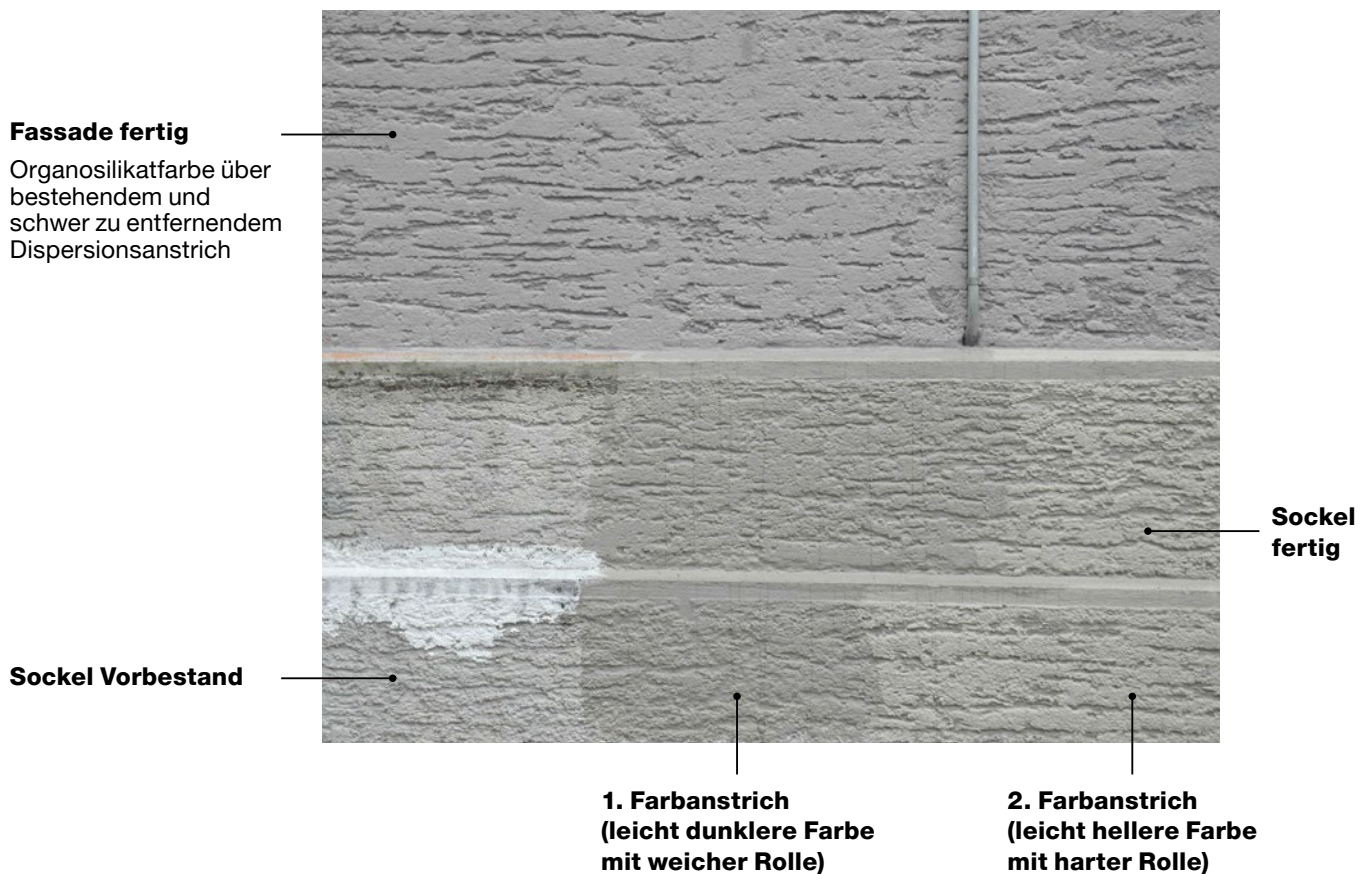 Fassade fertig
Organosilikatfarbe über
bestehendem und
schwer zu entfernendem
Dispersionsanstrich
Sockel
fertig
Sockel Vorbestand
1. Farbanstrich
(leicht dunklere Farbe
mit weicher Rolle)
2. Farbanstrich
(leicht hellere Farbe
mit harter Rolle)